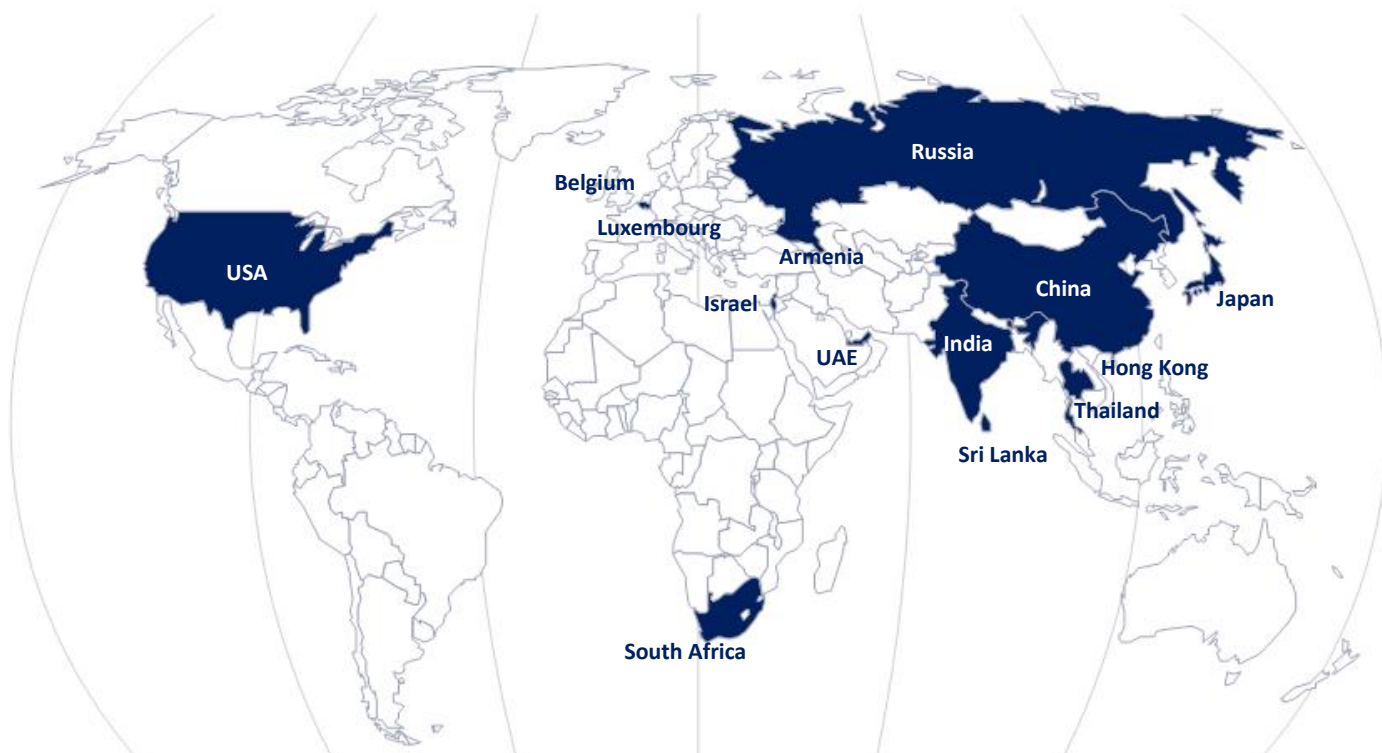 Russia
Belgium
Luxembourg
Armenia
USA
China
Israel
Japan
India
UAE
Hong Kong
Thailand
Sri Lanka
South Africa